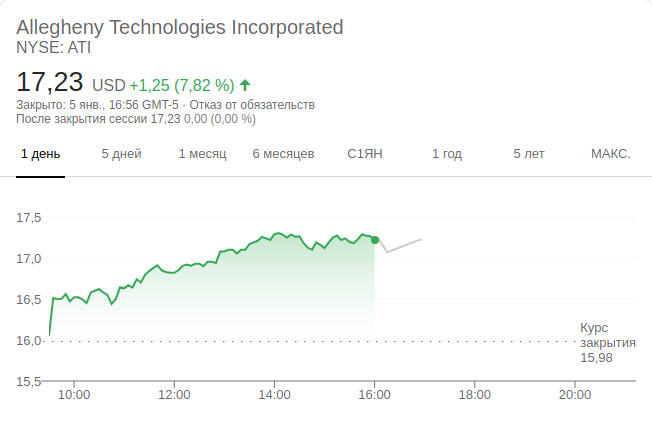 Allegheny Technologies Incorporated
NYSE: ATI
17,23 USD +1,25 (7,82 %)
Закрыто: 5 янв., 16:56 GMT-5 · Отказ от обязательств
После закрытия сессии 17,23 0,00 (0,00 %)
1 день 5 дней 1 месяц 6 месяцев С1ЯН 1 год 5 лет МАКС.
17,5
17,0
16,5
16,0
Курс
закрытия
15,98
15,5
10:00 12:00 14:00 16:00 18:00 20:00